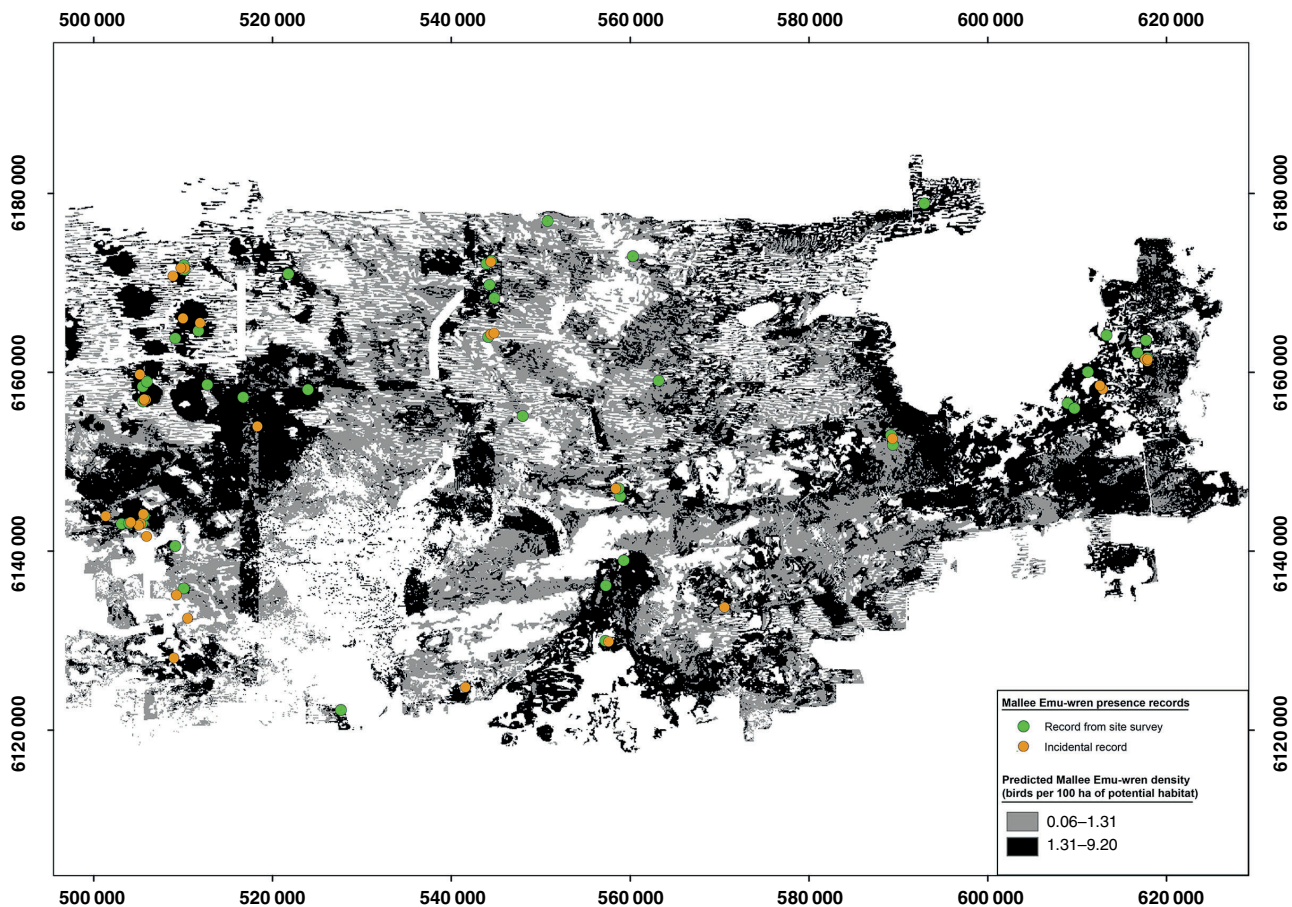 500 000 520 000 540 000 560 000 580 000 600 000 620 000
6180 000
6160 000
6140 000
6120 000
6180 000
6160 000
6140 000
6120 000
Mallee Emu-wren presence records
Record from site survey
Incidental record
Predicted Mallee Emu-wren density
(birds per 100 ha of potential habitat)
0.06–1.31
1.31–9.20
500 000 520 000 540 000 560 000 580 000 600 000 620 000